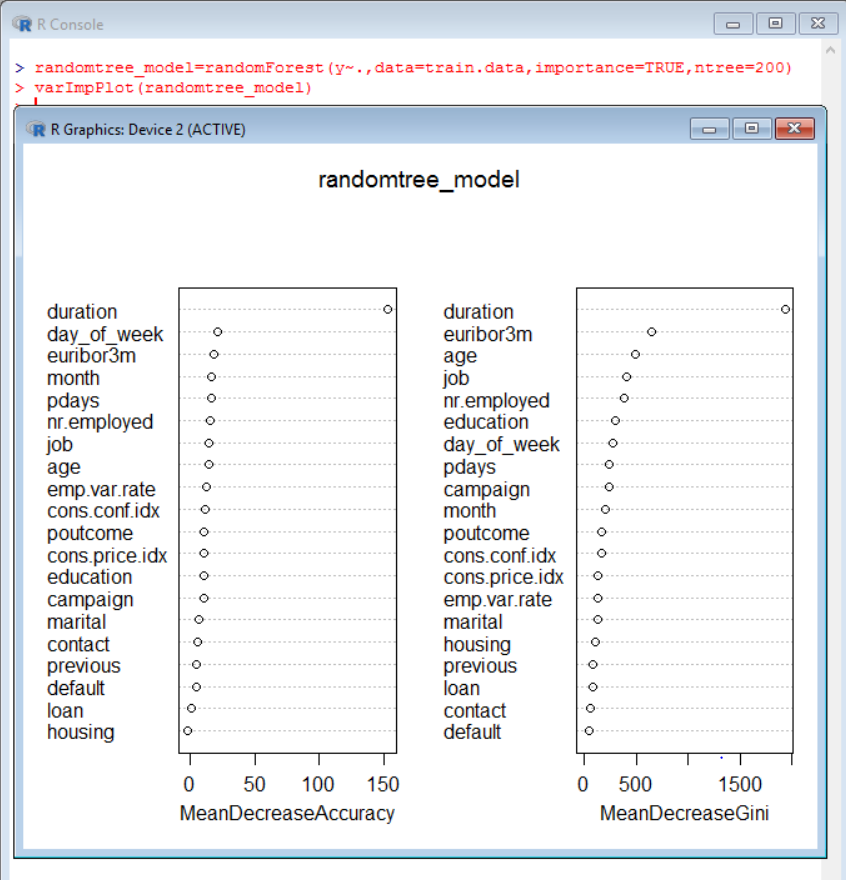 R Console
> randomtree_model=randomForest(y~.,data=train.data,importance=TRUE,ntree=200)
> varImpPlot(randomtree_model)
R Graphics: Device 2 (ACTIVE)
randomtree_model
duration
day_of_week
euribor3m
month
pdays
nr.employed
job
age
emp.var.rate
cons.conf.idx
poutcome
cons.price.idx
education
campaign
marital
contact
previous
default
loan
housing
0 50 100 150
MeanDecreaseAccuracy
duration
euribor3m
age
job
nr.employed
education
day_of_week
pdays
campaign
month
poutcome
cons.conf.idx
cons.price.idx
emp.var.rate
marital
housing
previous
loan
contact
default
0 500 1500
MeanDecreaseGini